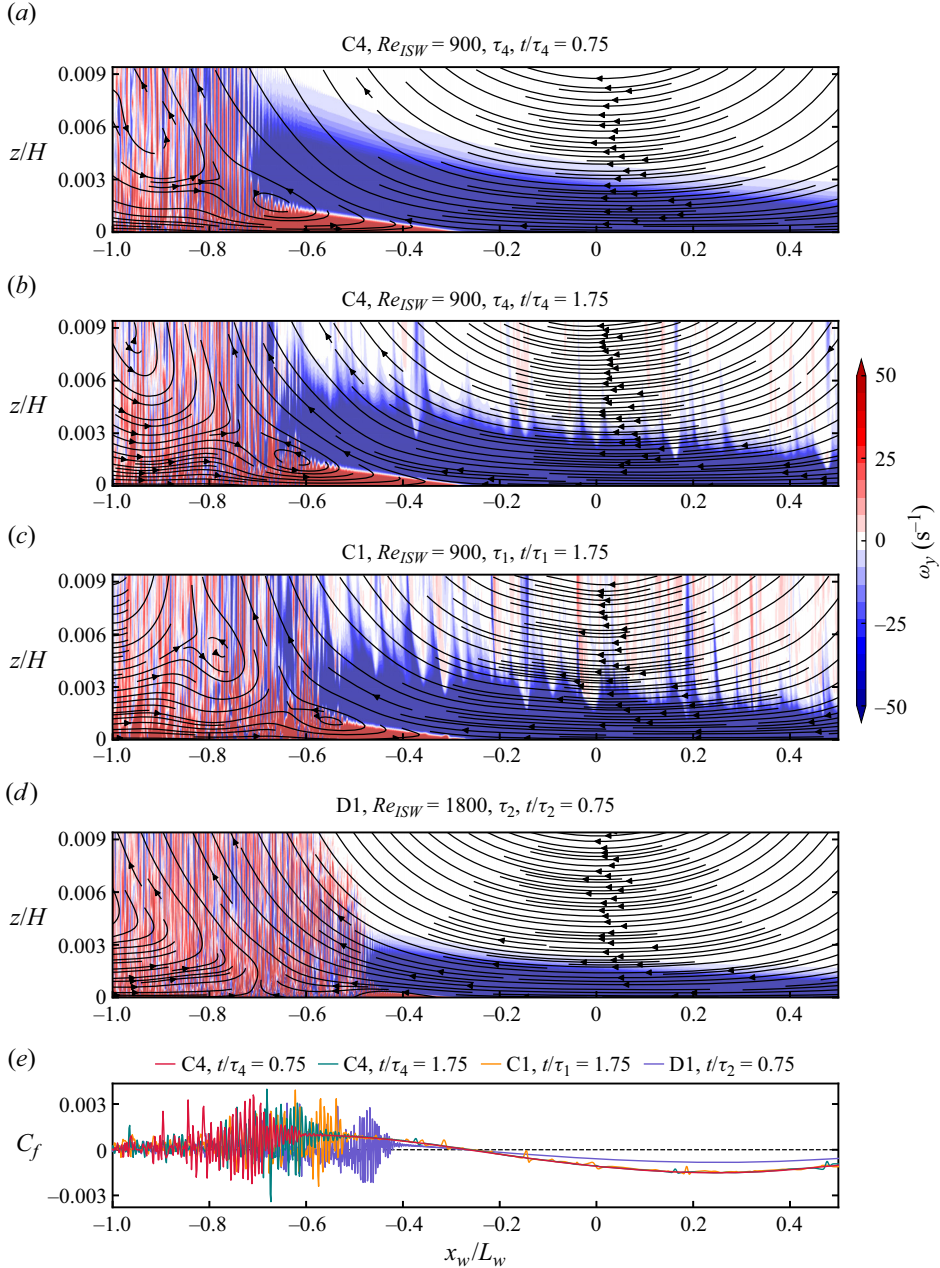 (a)
C4, Re_ISW = 900, τ4, t/τ4 = 0.75
0.009
0.006
z/H
0.003
0
−1.0 −0.8 −0.6 −0.4 −0.2 0 0.2 0.4
(b)
C4, Re_ISW = 900, τ4, t/τ4 = 1.75
0.009
0.006
z/H
0.003
0
−1.0 −0.8 −0.6 −0.4 −0.2 0 0.2 0.4
(c)
C1, Re_ISW = 900, τ1, t/τ1 = 1.75
0.009
0.006
z/H
0.003
0
−1.0 −0.8 −0.6 −0.4 −0.2 0 0.2 0.4
50
25
0
−25
−50
ω_y (s⁻¹)
(d)
D1, Re_ISW = 1800, τ2, t/τ2 = 0.75
0.009
0.006
z/H
0.003
0
−1.0 −0.8 −0.6 −0.4 −0.2 0 0.2 0.4
(e)
C4, t/τ4 = 0.75 C4, t/τ4 = 1.75 C1, t/τ1 = 1.75 D1, t/τ2 = 0.75
0.003
C_f
0
−0.003
−1.0 −0.8 −0.6 −0.4 −0.2 0 0.2 0.4
x_w/L_w